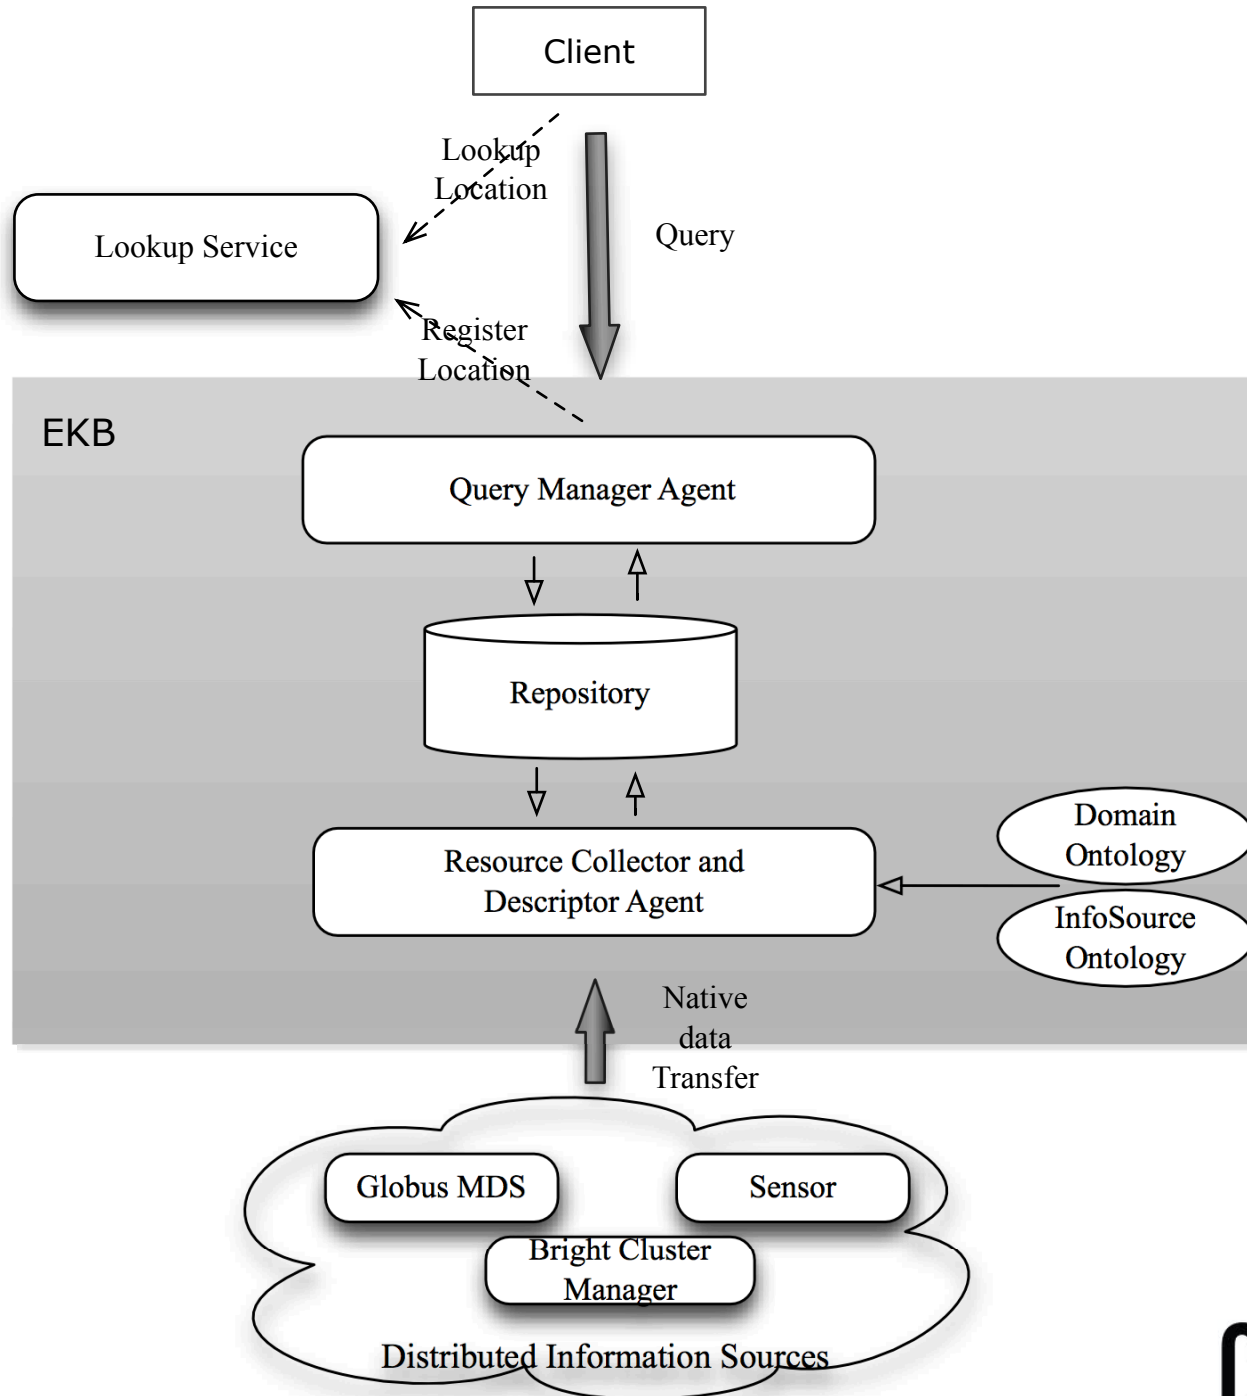 Client
Lookup
Location
Lookup Service
Query
Register
Location
EKB
Query Manager Agent
Repository
Resource Collector and
Descriptor Agent
Domain
Ontology
InfoSource
Ontology
Native
data
Transfer
Globus MDS
Sensor
Bright Cluster
Manager
Distributed Information Sources